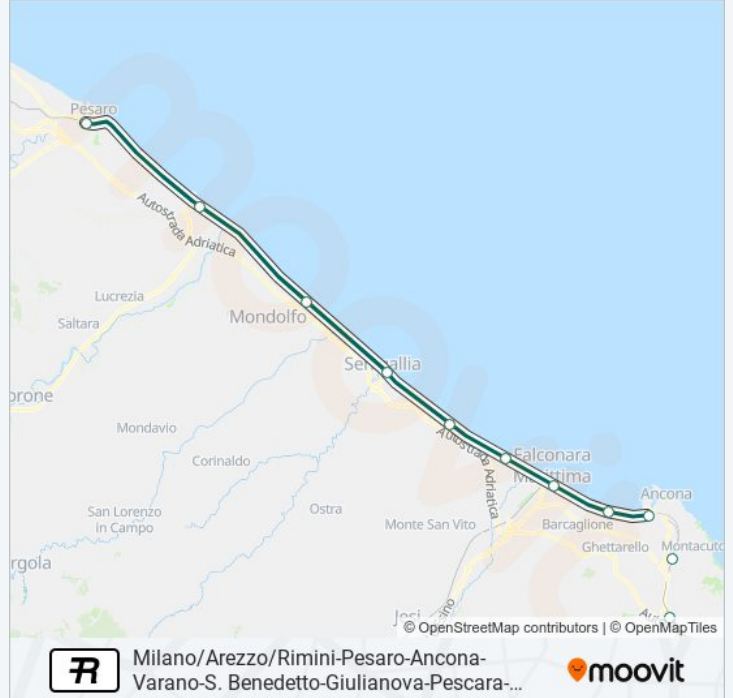 Pesaro
Autostrada Adriatica
Lucrezia
Saltara
Mondolfo
Senigallia
Mondavio
Autostrada Adriatica
Falconara
Marittima
Corinaldo
Ancona
San Lorenzo
in Campo
Ostra
Monte San Vito
Barcaglione
Ghettarello
Montacuto
© OpenStreetMap contributors | © OpenMapTiles
R
Milano/Arezzo/Rimini-Pesaro-Ancona-
Varano-S. Benedetto-Giulianova-Pescara-...
moovit